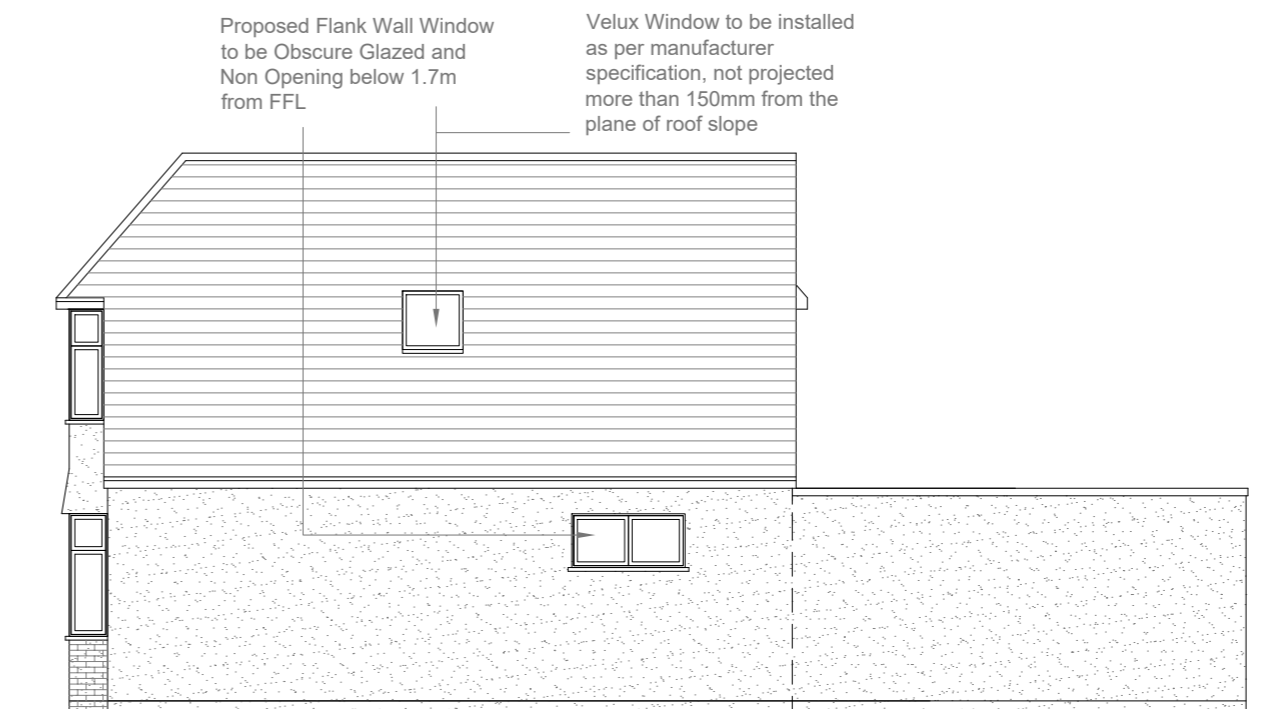 Proposed Flank Wall Window
to be Obscure Glazed and
Non Opening below 1.7m
from FFL
Velux Window to be installed
as per manufacturer
specification, not projected
more than 150mm from the
plane of roof slope